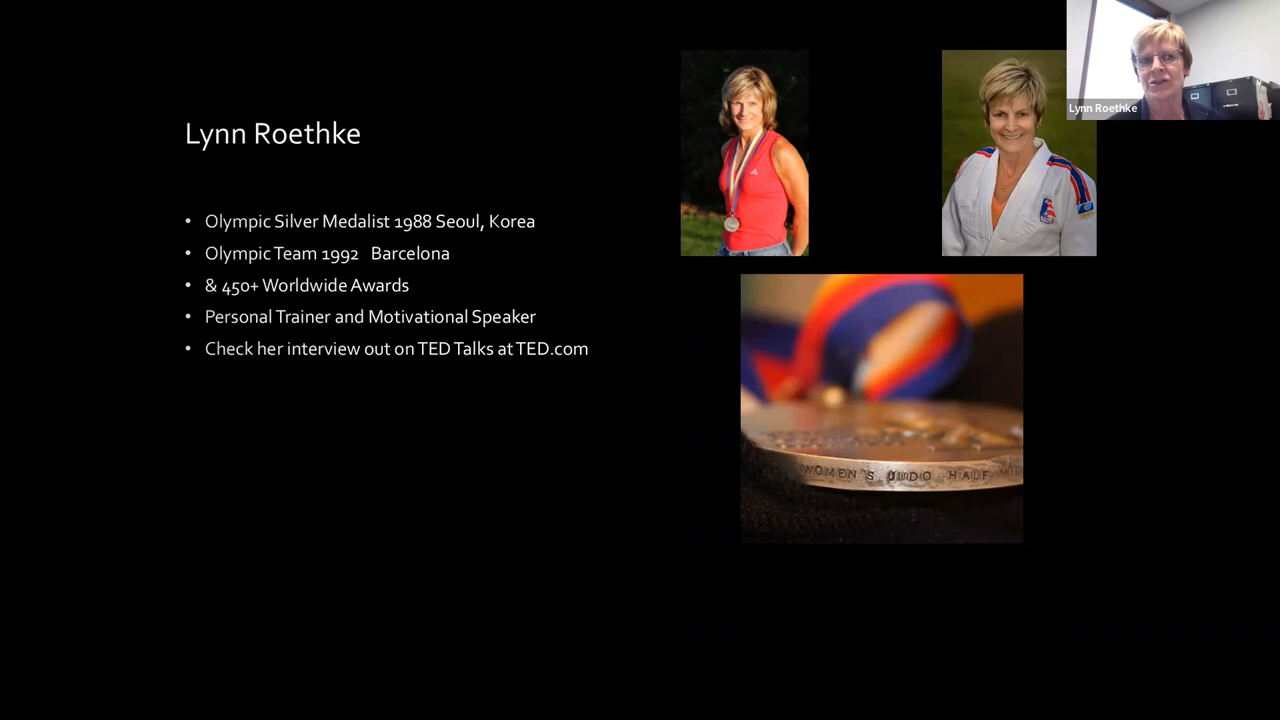 Lynn Roethke
Lynn Roethke
• Olympic Silver Medalist 1988 Seoul, Korea
• Olympic Team 1992   Barcelona
• & 450+ Worldwide Awards
• Personal Trainer and Motivational Speaker
• Check her interview out on TED Talks at TED.com
WOMEN'S JUDO HALF